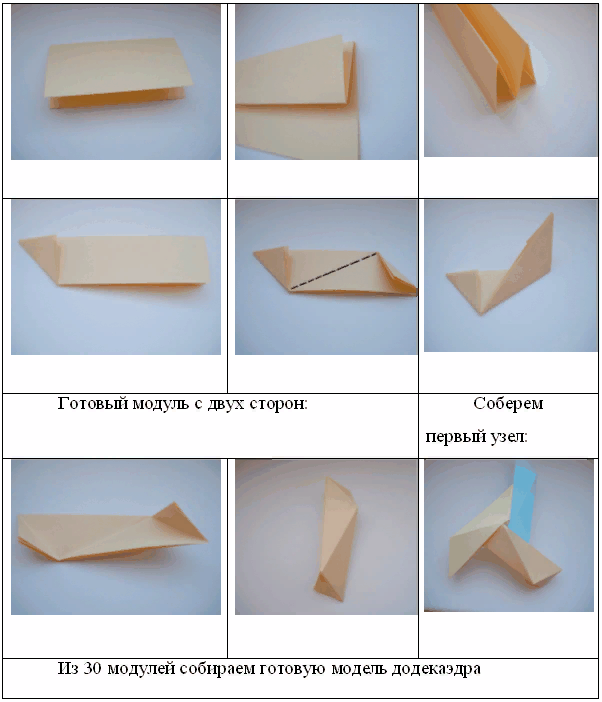 Готовый модуль с двух сторон:
Соберем
первый узел:
Из 30 модулей собираем готовую модель додекаэдра